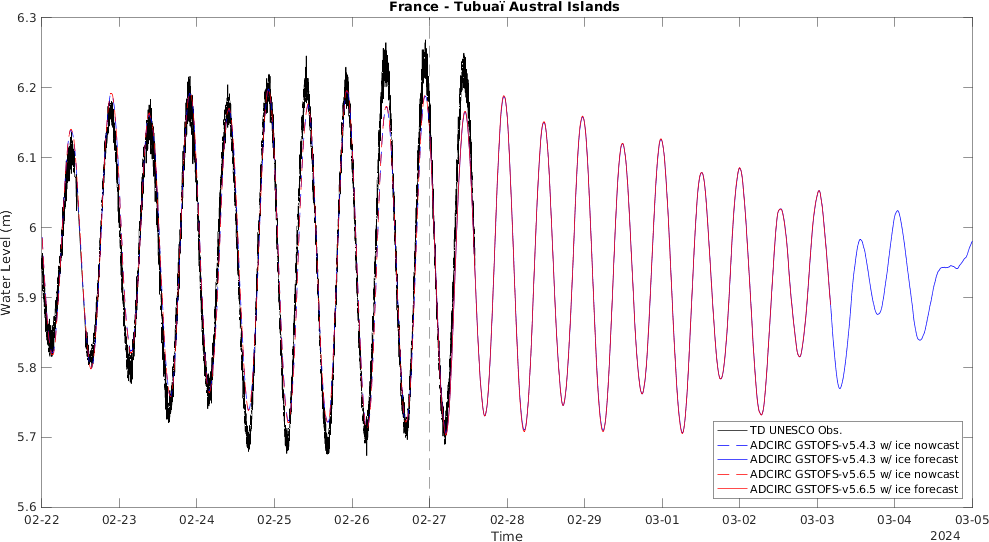 France - Tubuaï Austral Islands
6.3
6.2
6.1
6
5.9
5.8
5.7
5.6
Water Level (m)
TD UNESCO Obs.
ADCIRC GSTOFS-v5.4.3 w/ ice nowcast
ADCIRC GSTOFS-v5.4.3 w/ ice forecast
ADCIRC GSTOFS-v5.6.5 w/ ice nowcast
ADCIRC GSTOFS-v5.6.5 w/ ice forecast
02-22 02-23 02-24 02-25 02-26 02-27 02-28 02-29 03-01 03-02 03-03 03-04 03-05
Time
2024